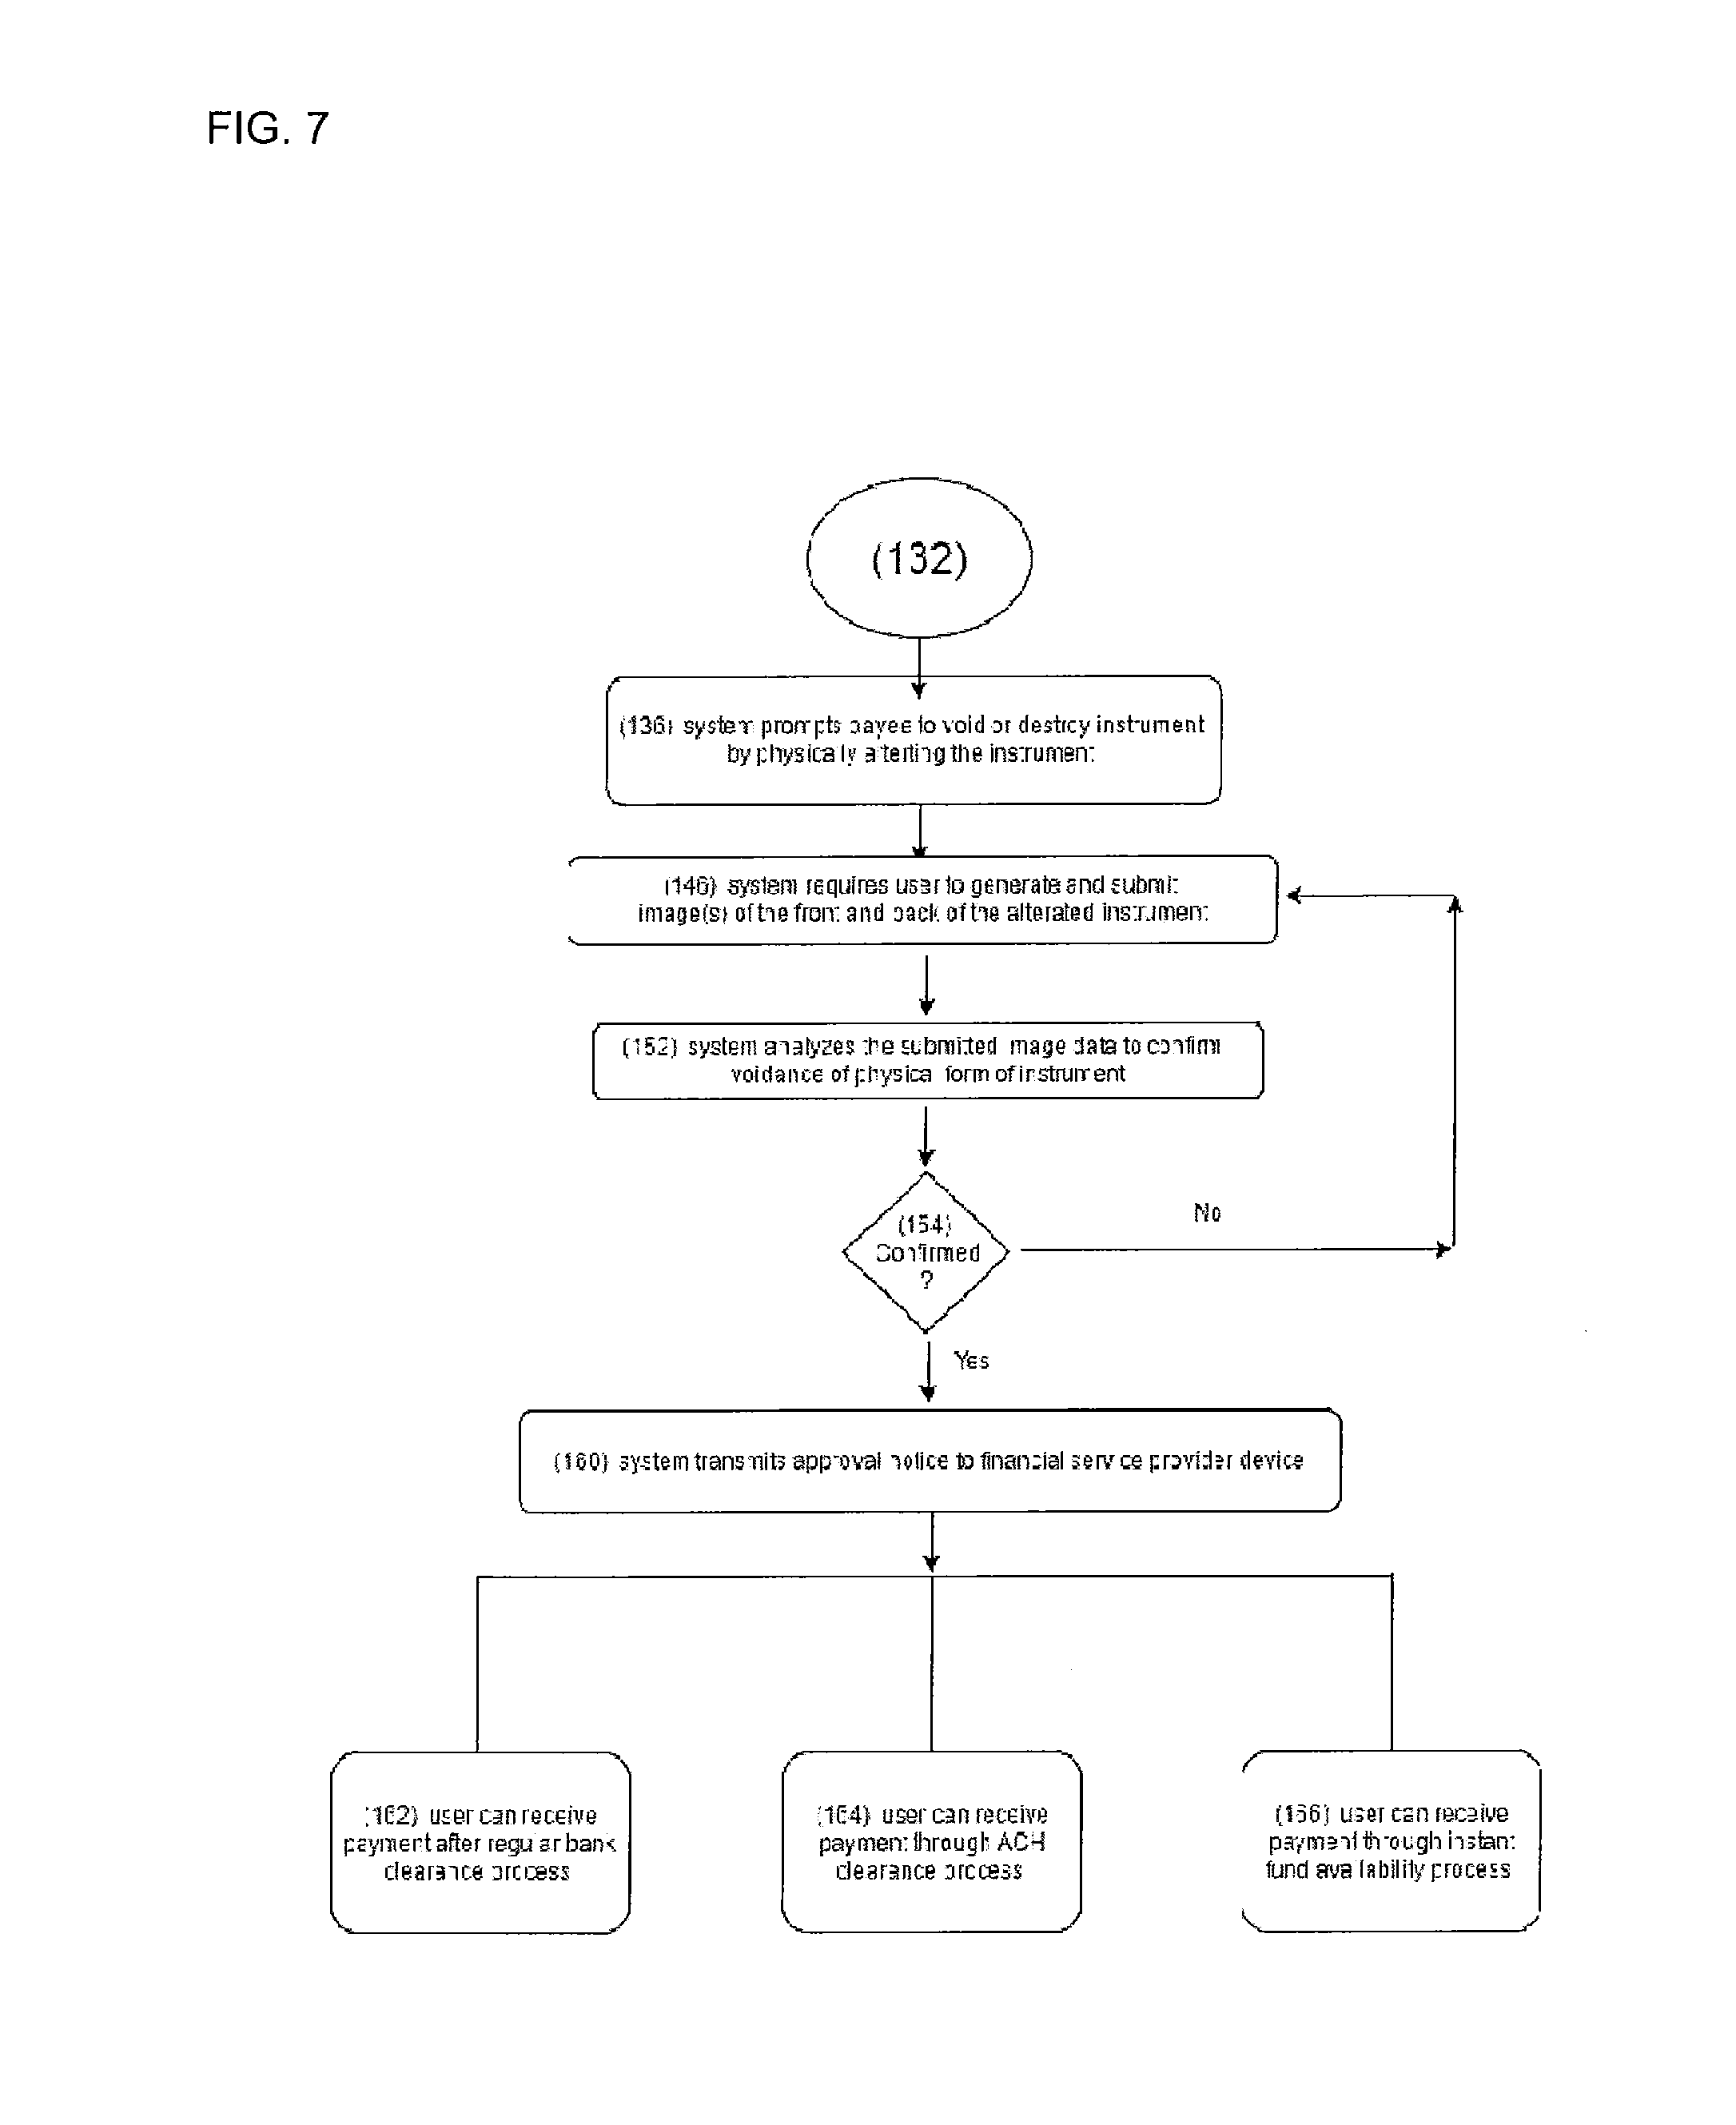 FIG. 7
(132)
(136) system prompts payee to void or destroy instrument
by physically alterting the instrument
(146) system requires user to generate and submit
image(s) of the front and back of the alterated instrument
(152) system analyzes the submitted image data to confirm
voidance of physical form of instrument
(154)
Confirmed
?
No
Yes
(160) system transmits approval notice to financial service provider device
(162) user can receive
payment after regular bank
clearance process
(164) user can receive
payment through ACH
clearance process
(166) user can receive
payment through instant
fund availability process